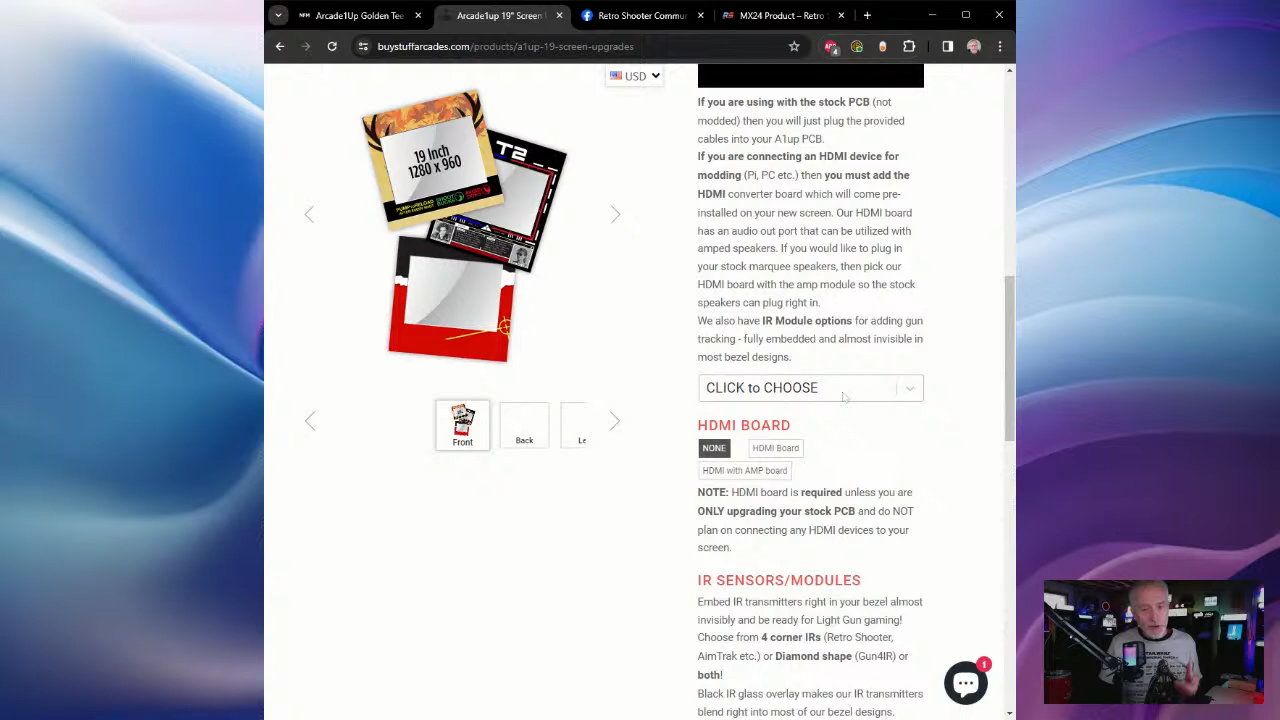 Arcade1Up Golden Tee
Arcade1up 19" Screen U
Retro Shooter Commun
MX24 Product – Retro
buystuffarcades.com/products/a1up-19-screen-upgrades
4
USD
If you are using with the stock PCB (not
modded) then you will just plug the provided
cables into your A1up PCB.
If you are connecting an HDMI device for
modding (Pi, PC etc.) then you must add the
HDMI converter board which will come pre-
installed on your new screen. Our HDMI board
has an audio out port that can be utilized with
amped speakers. If you would like to plug in
your stock marquee speakers, then pick our
HDMI board with the amp module so the stock
speakers can plug right in.
We also have IR Module options for adding gun
tracking - fully embedded and almost invisible in
most bezel designs.
19 Inch
1280 x 960
T2
PUMP to RELOAD
AFTER EVERY SHOT
Front
Back
Le
CLICK to CHOOSE
HDMI BOARD
NONE
HDMI Board
HDMI with AMP board
NOTE: HDMI board is required unless you are
ONLY upgrading your stock PCB and do NOT
plan on connecting any HDMI devices to your
screen.
IR SENSORS/MODULES
Embed IR transmitters right in your bezel almost
invisibly and be ready for Light Gun gaming!
Choose from 4 corner IRs (Retro Shooter,
AimTrak etc.) or Diamond shape (Gun4IR) or
both!
Black IR glass overlay makes our IR transmitters
blend right into most of our bezel designs.
1